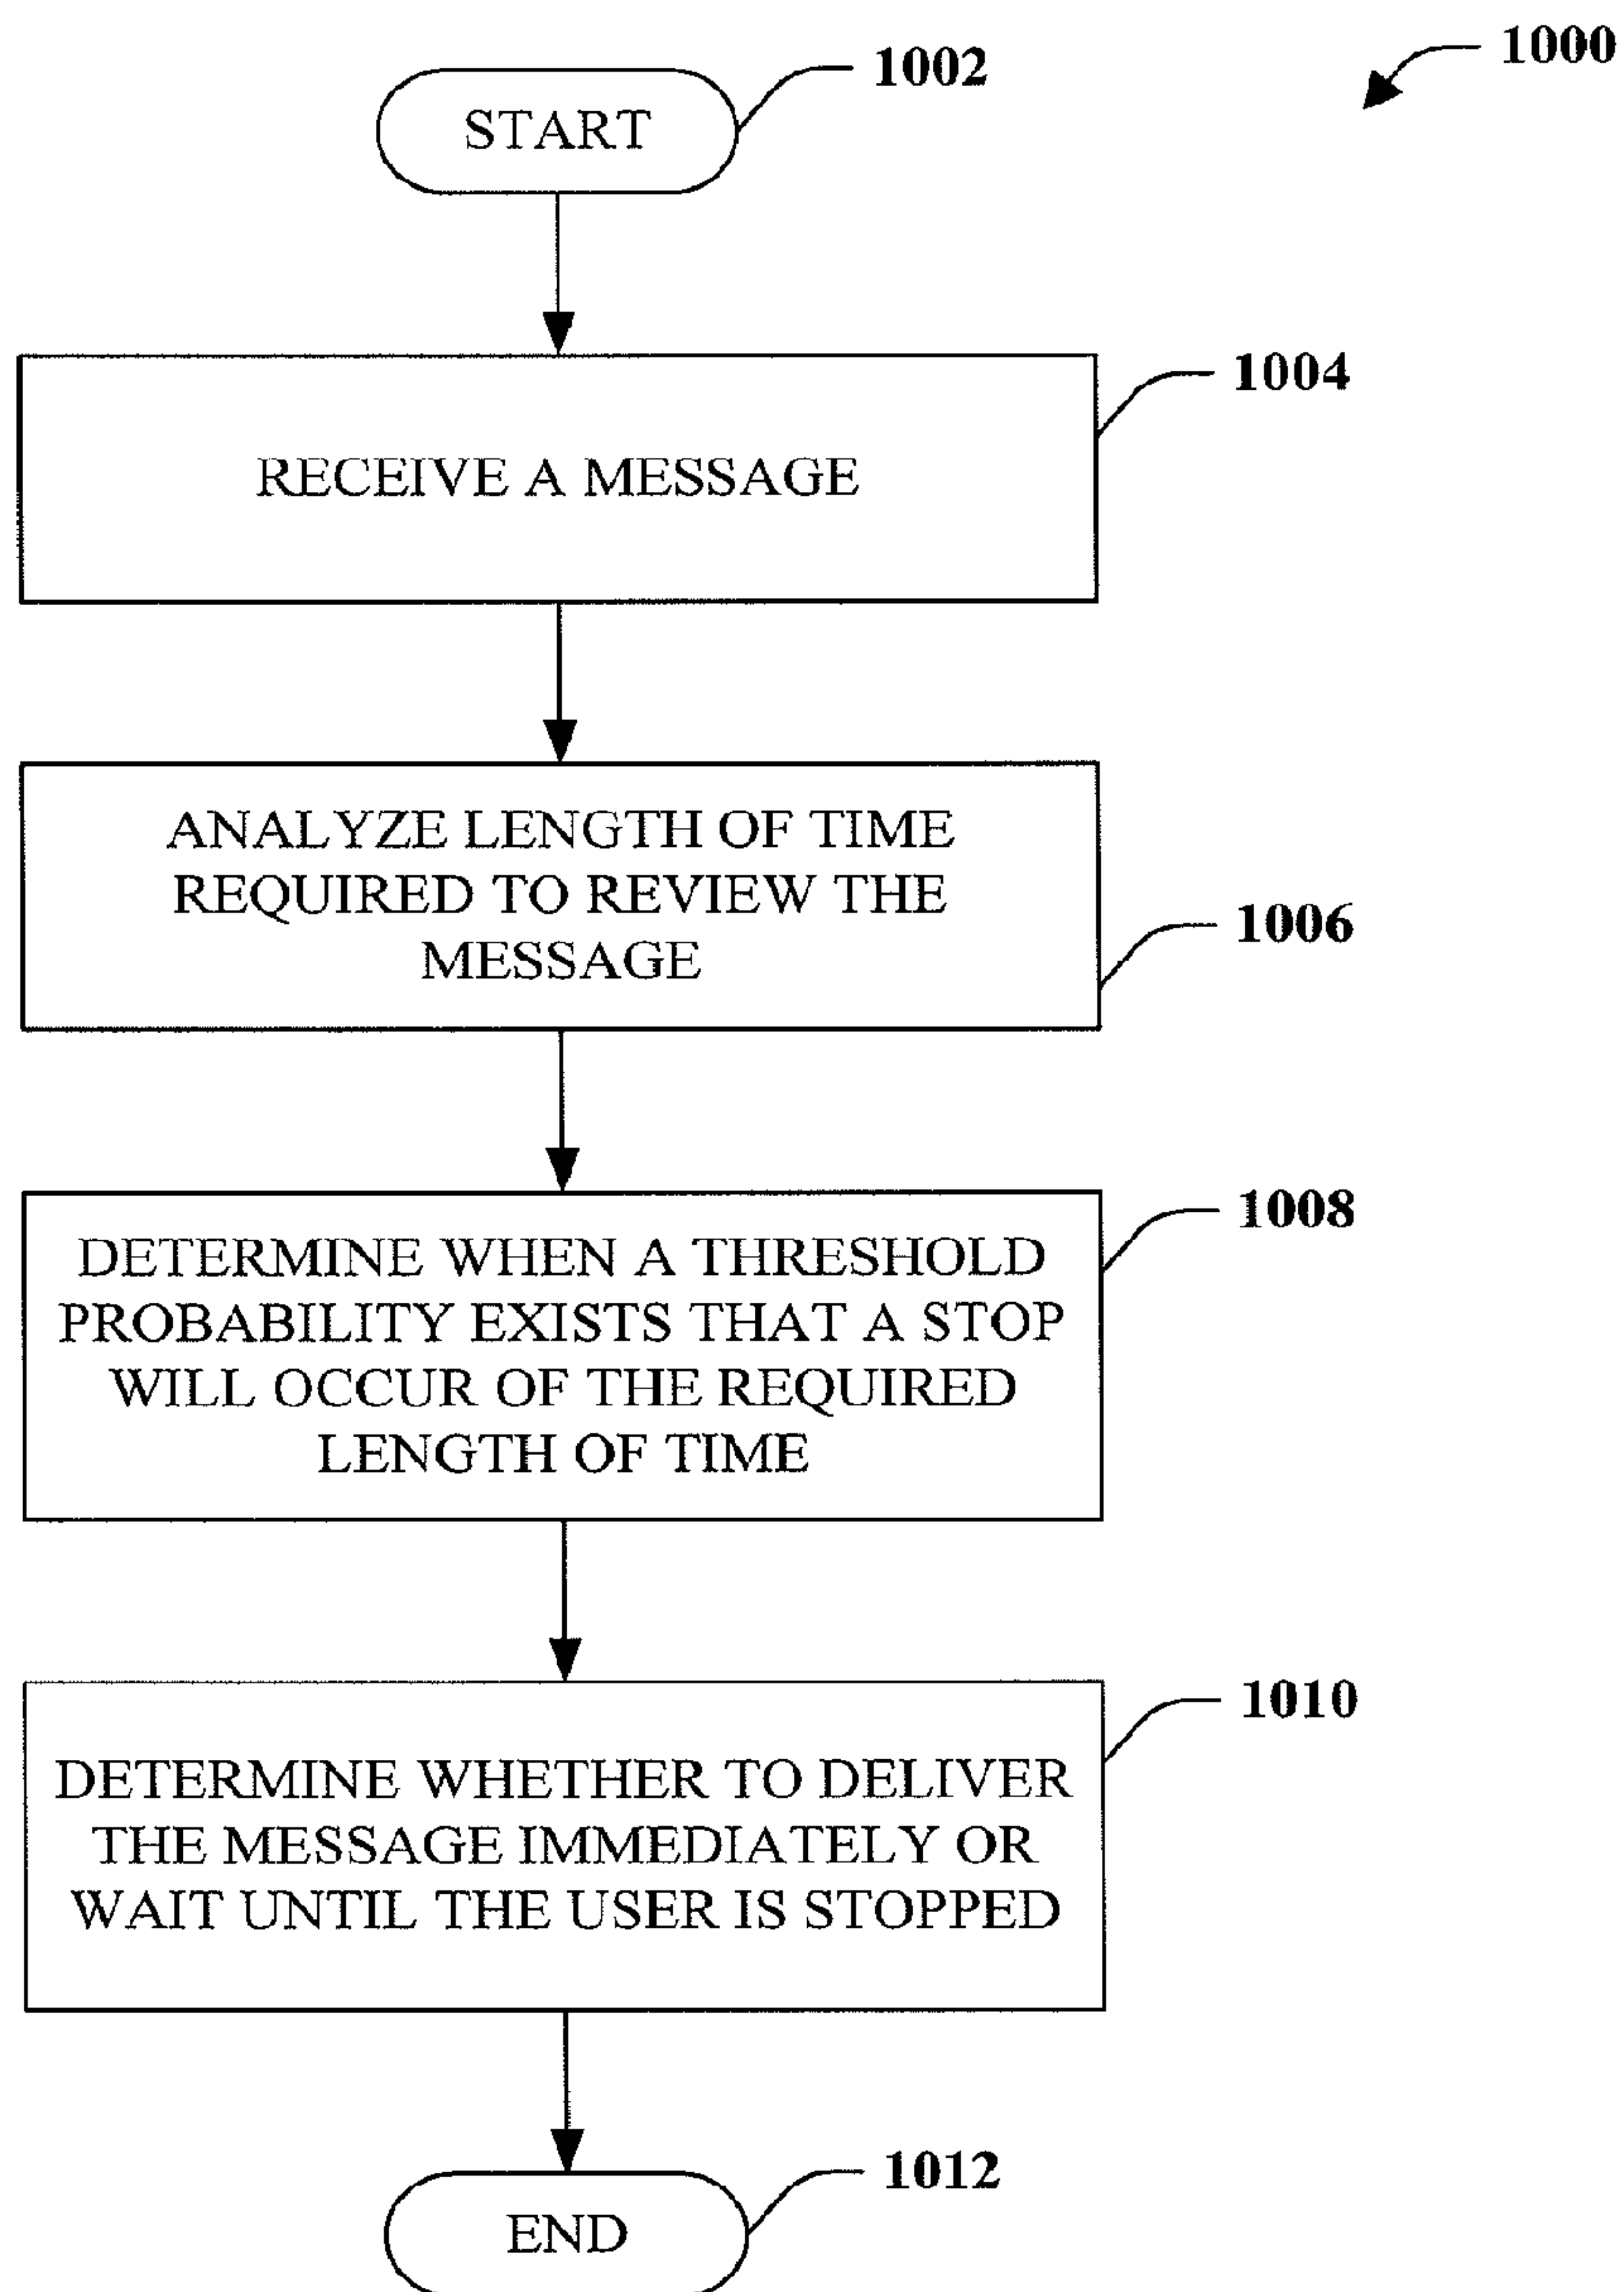 1000
1002
START
1004
RECEIVE A MESSAGE
ANALYZE LENGTH OF TIME
REQUIRED TO REVIEW THE
MESSAGE
1006
1008
DETERMINE WHEN A THRESHOLD
PROBABILITY EXISTS THAT A STOP
WILL OCCUR OF THE REQUIRED
LENGTH OF TIME
1010
DETERMINE WHETHER TO DELIVER
THE MESSAGE IMMEDIATELY OR
WAIT UNTIL THE USER IS STOPPED
1012
END